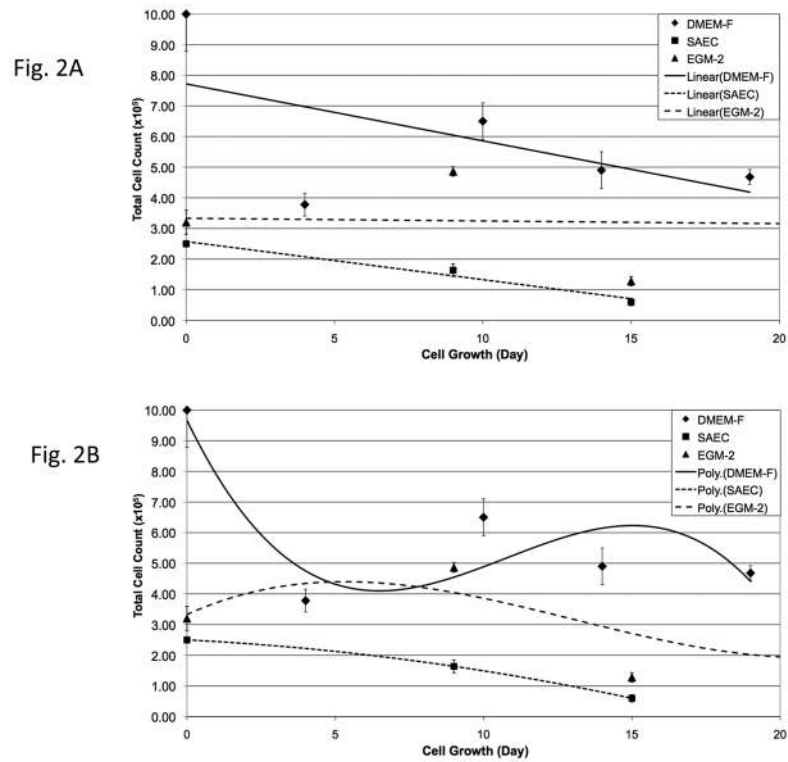 Fig. 2A
10.00
9.00
8.00
7.00
6.00
5.00
4.00
3.00
2.00
1.00
0.00
Total Cell Count (x10⁵)
0
5
10
15
20
Cell Growth (Day)
DMEM-F
SAEC
EGM-2
Linear(DMEM-F)
Linear(SAEC)
Linear(EGM-2)
Fig. 2B
10.00
9.00
8.00
7.00
6.00
5.00
4.00
3.00
2.00
1.00
0.00
Total Cell Count (x10⁵)
0
5
10
15
20
Cell Growth (Day)
DMEM-F
SAEC
EGM-2
Poly.(DMEM-F)
Poly.(SAEC)
Poly.(EGM-2)